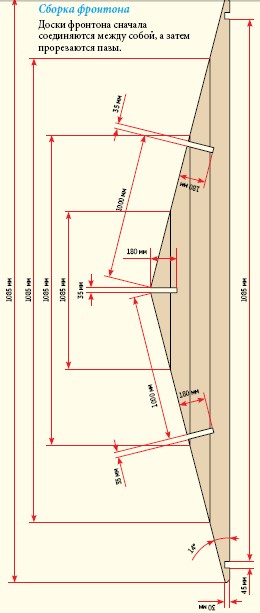 Сборка фронтона
Доски фронтона сначала
соединяются между собой, а затем
прорезаются пазы.
35 мм
180 мм
1000 мм
180 мм
35 мм
1085 мм
1085 мм
1085 мм
1085 мм
1085 мм
1000 мм
180 мм
35 мм
14°
45 мм
30 мм